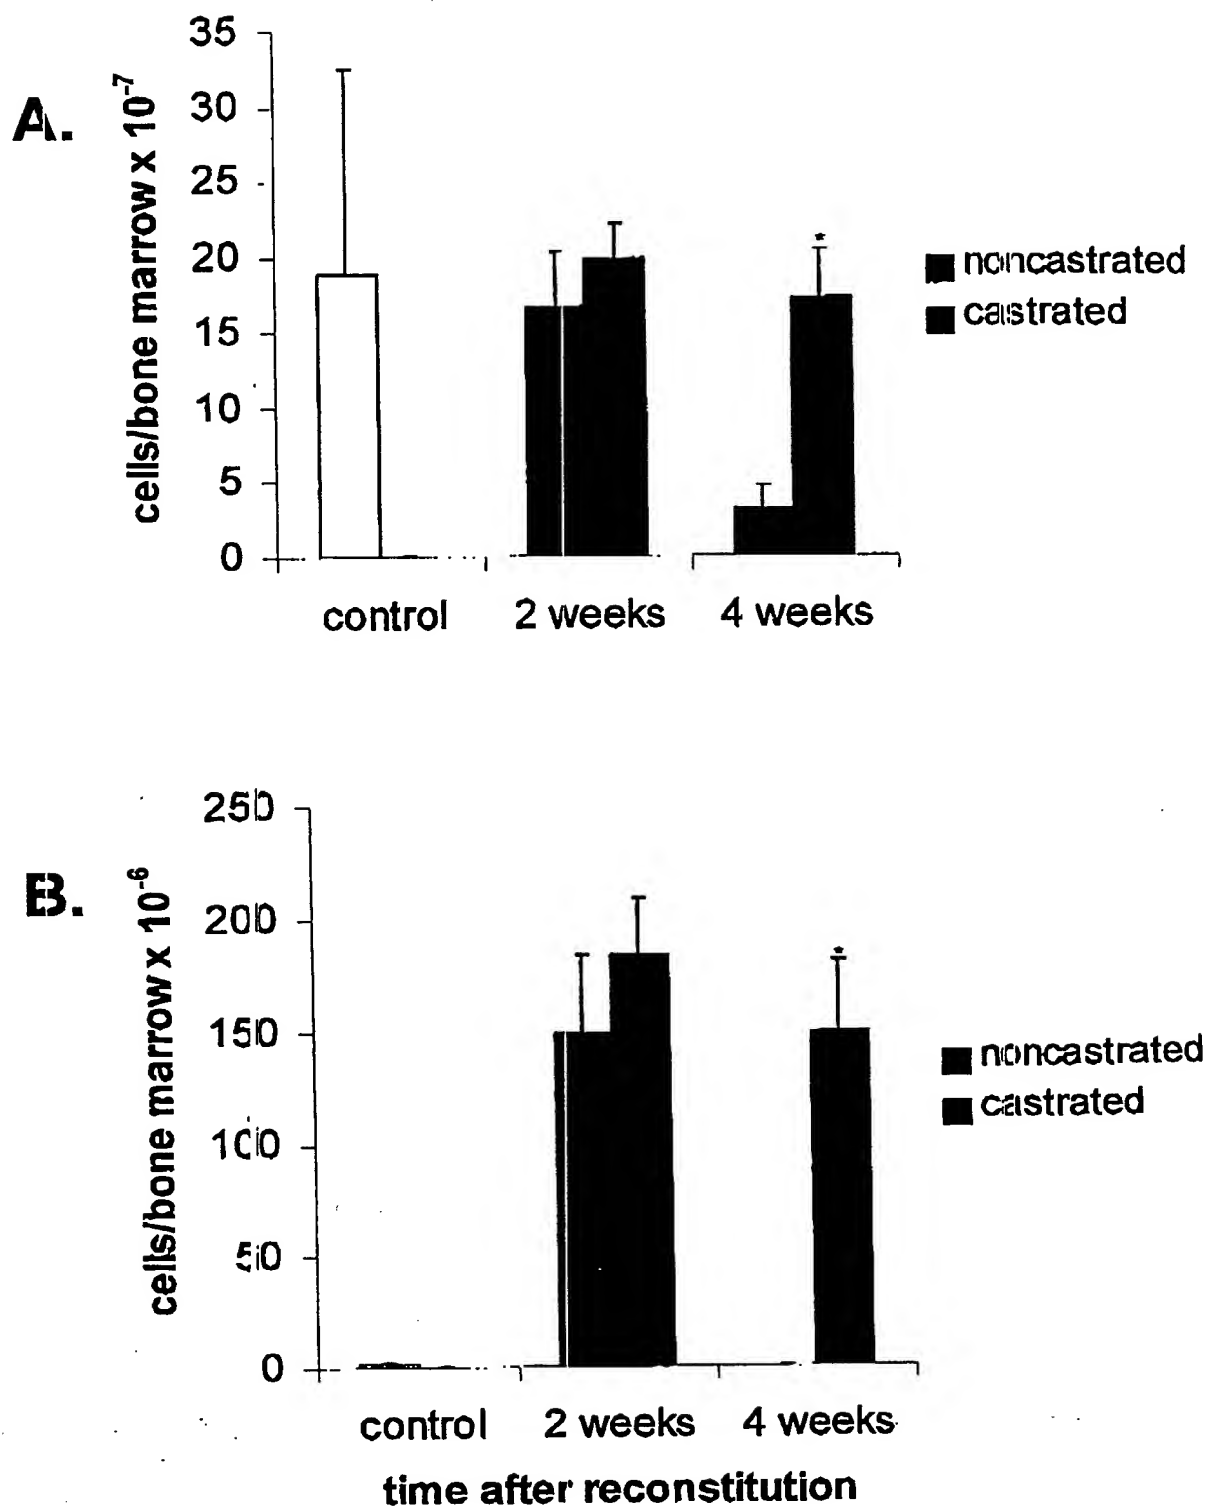 A.
cells/bone marrow x 10-7
35
30
25
20
15
10
5
0
*
noncastrated
castrated
control
2 weeks
4 weeks
B.
cells/bone marrow x 10-6
250
200
150
100
50
0
*
noncastrated
castrated
control
2 weeks
4 weeks
time after reconstitution